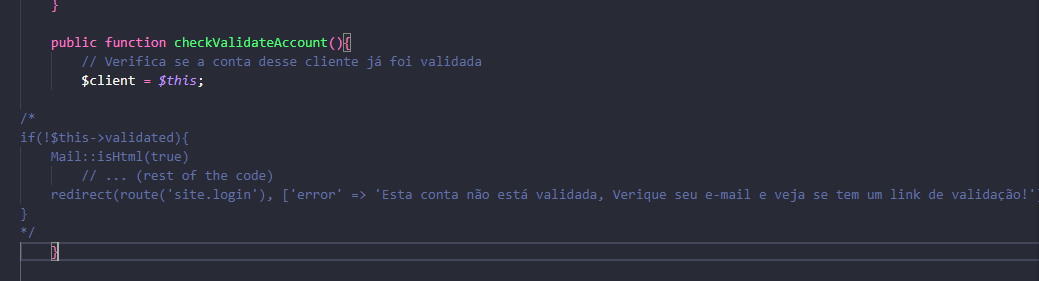 }
public function checkValidateAccount(){
// Verifica se a conta desse cliente já foi validada
$client = $this;
/*
if(!$this->validated){
Mail::isHtml(true)
// ... (rest of the code)
redirect(route('site.login'), ['error' => 'Esta conta não está validada, Verique seu e-mail e veja se tem um link de validação!'
}
*/
}